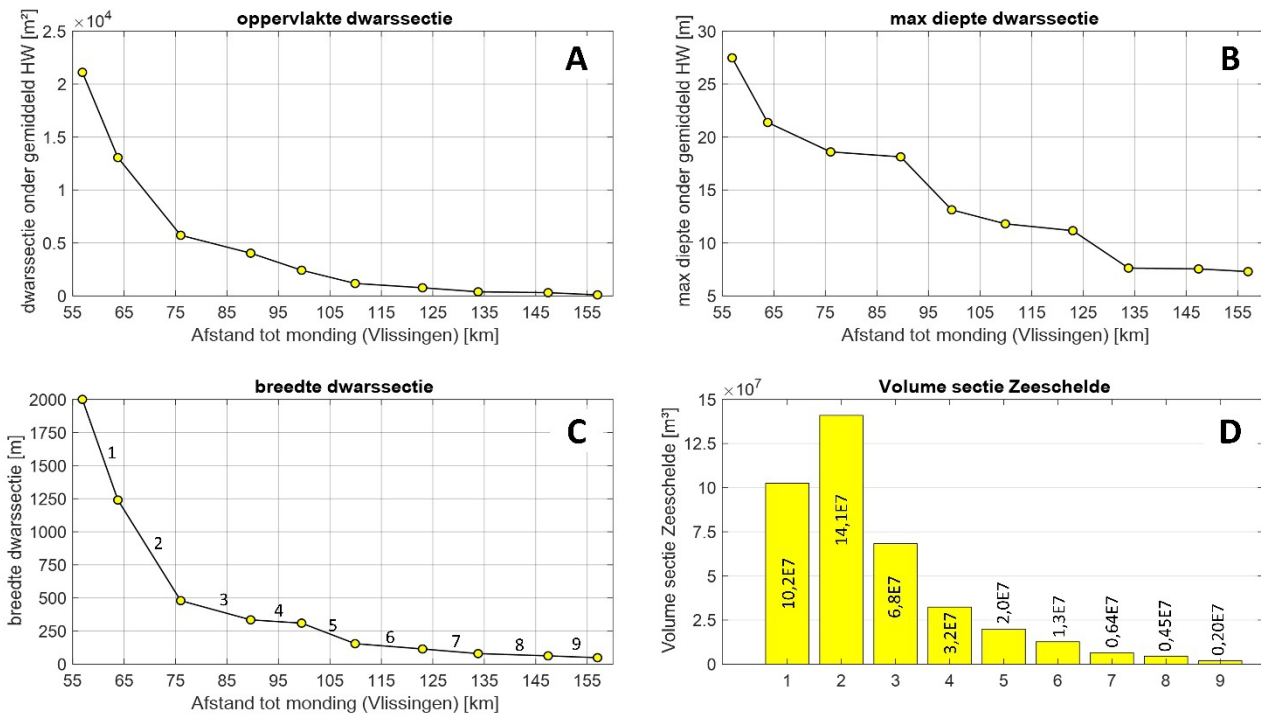 oppervlakte dwarssectie
×10⁴
dwarssectie onder gemiddeld HW [m²]
2.5
2
1.5
1
0.5
0
A
55 65 75 85 95 105 115 125 135 145 155
Afstand tot monding (Vlissingen) [km]
max diepte dwarssectie
max diepte onder gemiddeld HW [m]
30
25
20
15
10
5
B
55 65 75 85 95 105 115 125 135 145 155
Afstand tot monding (Vlissingen) [km]
breedte dwarssectie
breedte dwarssectie [m]
2000
1750
1500
1250
1000
750
500
250
0
C
1
2
3
4
5
6
7
8
9
55 65 75 85 95 105 115 125 135 145 155
Afstand tot monding (Vlissingen) [km]
Volume sectie Zeeschelde
×10⁷
Volume sectie Zeeschelde [m³]
15
12.5
10
7.5
5
2.5
0
D
10,2E7
14,1E7
6,8E7
3,2E7
2,0E7
1,3E7
0,64E7
0,45E7
0,20E7
1 2 3 4 5 6 7 8 9